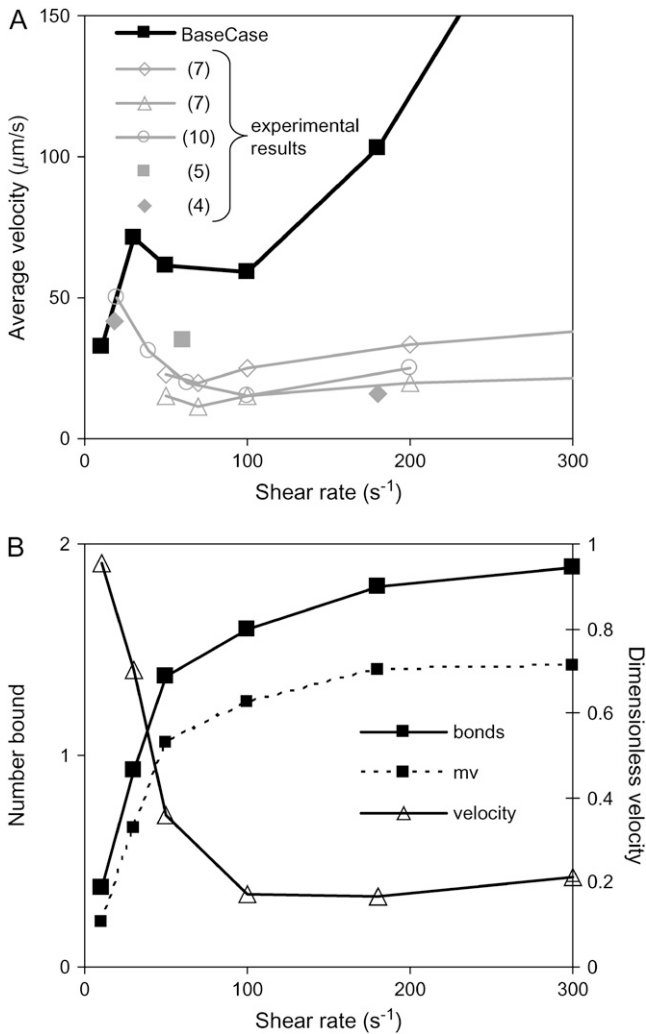 A
150
BaseCase
(7)
(7)
(10)
experimental
results
(5)
(4)
100
50
0
Average velocity (μm/s)
0 100 200 300
Shear rate (s⁻¹)
B
2
1
0
Number bound
1
0.8
0.6
0.4
0.2
0
Dimensionless velocity
bonds
mv
velocity
0 100 200 300
Shear rate (s⁻¹)